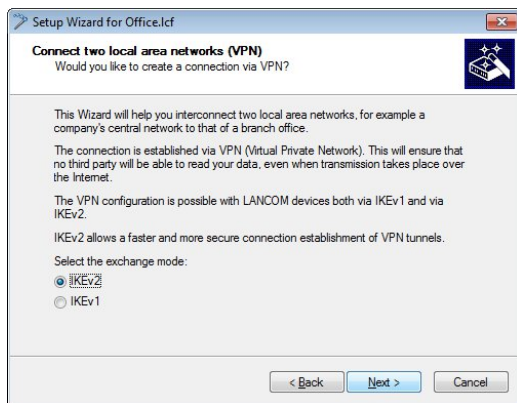 Setup Wizard for Office.lcf
Connect two local area networks (VPN)
Would you like to create a connection via VPN?
This Wizard will help you interconnect two local area networks, for example a
company's central network to that of a branch office.
The connection is established via VPN (Virtual Private Network). This will ensure that
no third party will be able to read your data, even when transmission takes place over
the Internet.
The VPN configuration is possible with LANCOM devices both via IKEv1 and via
IKEv2.
IKEv2 allows a faster and more secure connection establishment of VPN tunnels.
Select the exchange mode:
IKEv2
IKEv1
< Back Next > Cancel